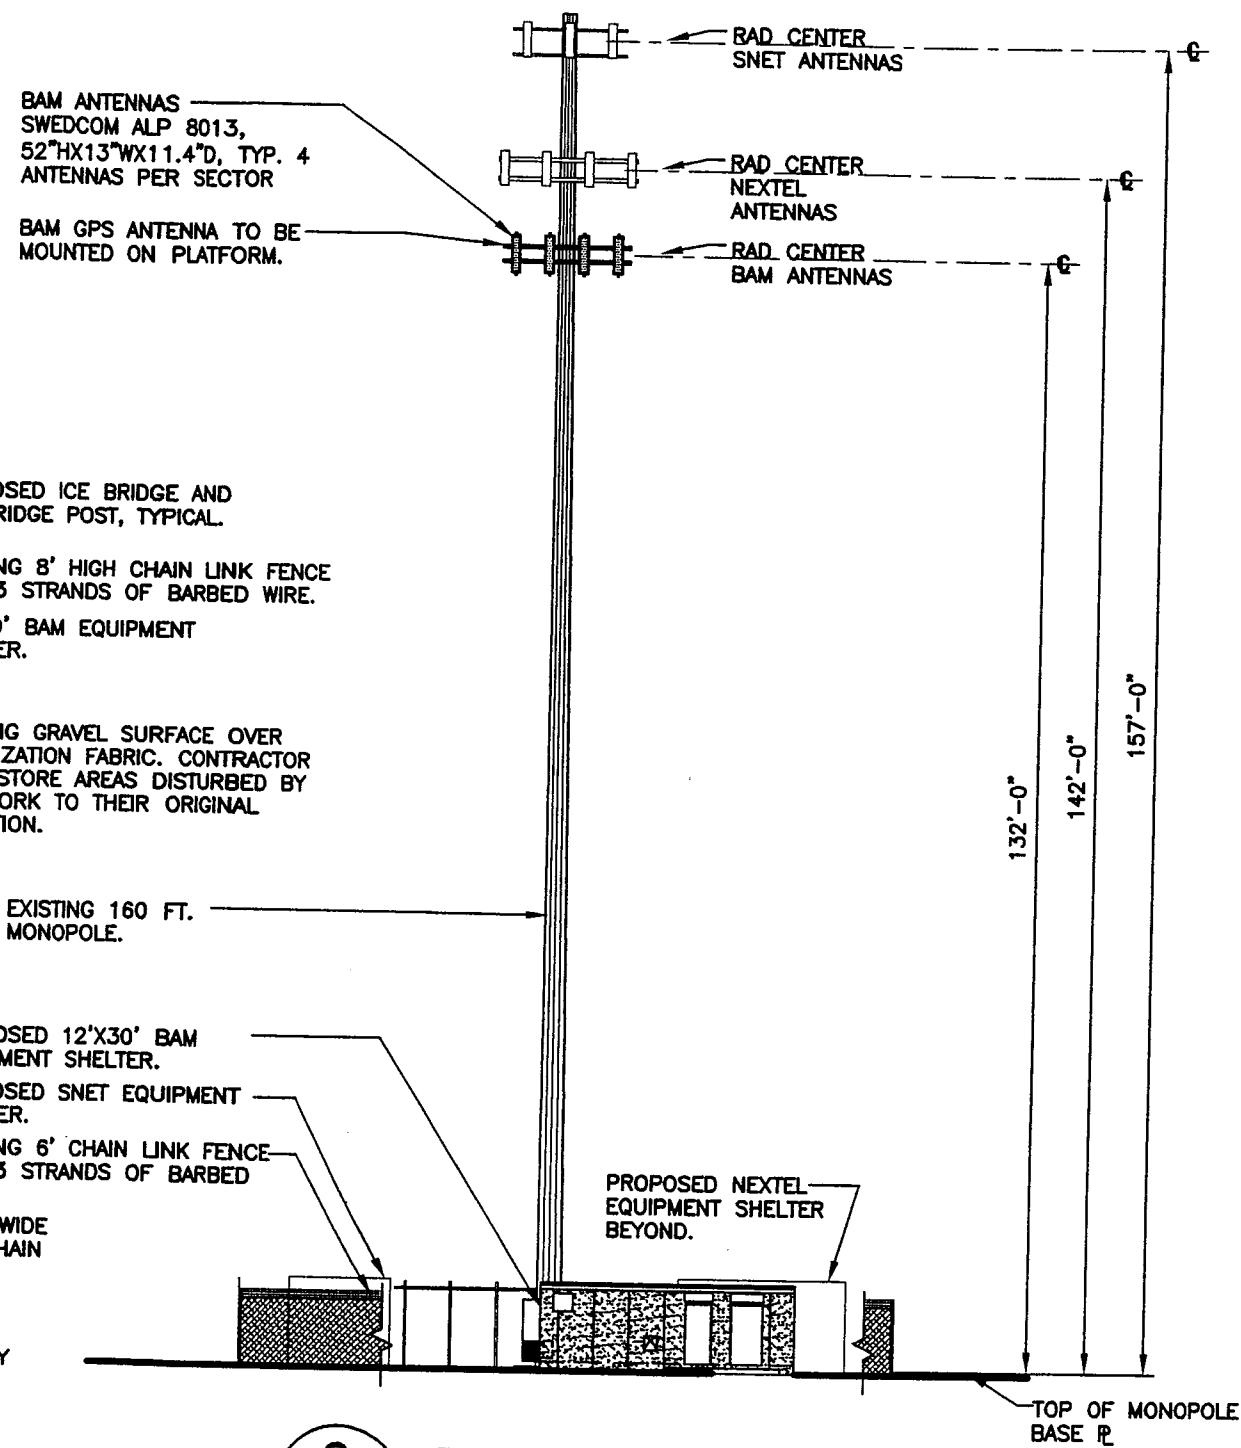 RAD CENTER
SNET ANTENNAS
BAM ANTENNAS
SWEDCOM ALP 8013,
52"HX13"WX11.4"D, TYP. 4
ANTENNAS PER SECTOR
RAD CENTER
NEXTEL
ANTENNAS
BAM GPS ANTENNA TO BE
MOUNTED ON PLATFORM.
RAD CENTER
BAM ANTENNAS
OSED ICE BRIDGE AND
RIDGE POST, TYPICAL.
NG 8' HIGH CHAIN LINK FENCE
3 STRANDS OF BARBED WIRE.
0' BAM EQUIPMENT
ER.
NG GRAVEL SURFACE OVER
IZATION FABRIC. CONTRACTOR
STORE AREAS DISTURBED BY
ORK TO THEIR ORIGINAL
TION.
132'-0"
142'-0"
157'-0"
EXISTING 160 FT.
MONOPOLE.
OSED 12'X30' BAM
MENT SHELTER.
OSED SNET EQUIPMENT
ER.
NG 6' CHAIN LINK FENCE
3 STRANDS OF BARBED
WIDE
HAIN
PROPOSED NEXTEL
EQUIPMENT SHELTER
BEYOND.
Y
TOP OF MONOPOLE
BASE PL